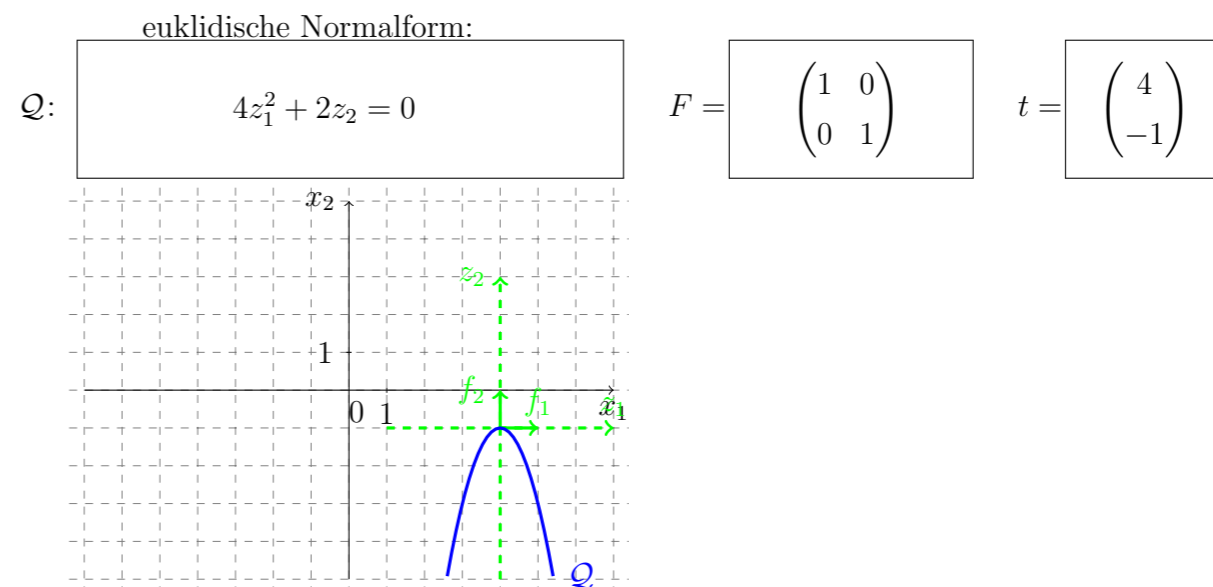 euklidische Normalform:
𝒬: 4z₁² + 2z₂ = 0 F = (1 0; 0 1) t = (4; −1)
x₂
z₂
1
f₂ f₁ z₁
0 1 x₁
𝒬